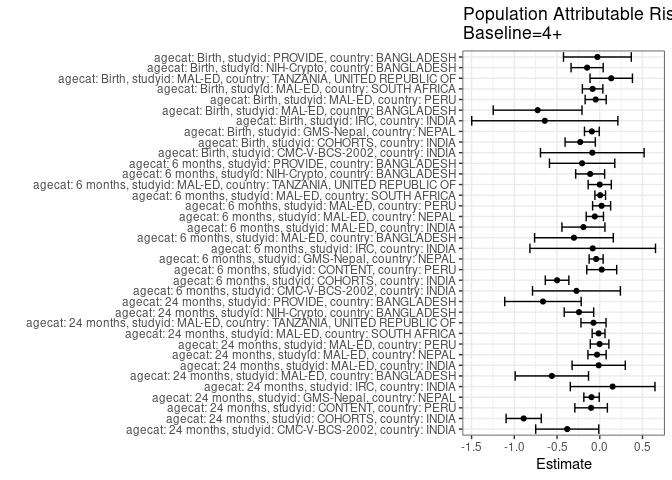 Population Attributable Ris
Baseline=4+
agecat: Birth, studyid: PROVIDE, country: BANGLADESH
agecat: Birth, studyid: NIH-Crypto, country: BANGLADESH
agecat: Birth, studyid: MAL-ED, country: TANZANIA, UNITED REPUBLIC OF
agecat: Birth, studyid: MAL-ED, country: SOUTH AFRICA
agecat: Birth, studyid: MAL-ED, country: PERU
agecat: Birth, studyid: MAL-ED, country: BANGLADESH
agecat: Birth, studyid: IRC, country: INDIA
agecat: Birth, studyid: GMS-Nepal, country: NEPAL
agecat: Birth, studyid: COHORTS, country: INDIA
agecat: Birth, studyid: CMC-V-BCS-2002, country: INDIA
agecat: 6 months, studyid: PROVIDE, country: BANGLADESH
agecat: 6 months, studyid: NIH-Crypto, country: BANGLADESH
agecat: 6 months, studyid: MAL-ED, country: TANZANIA, UNITED REPUBLIC OF
agecat: 6 months, studyid: MAL-ED, country: SOUTH AFRICA
agecat: 6 months, studyid: MAL-ED, country: PERU
agecat: 6 months, studyid: MAL-ED, country: NEPAL
agecat: 6 months, studyid: MAL-ED, country: INDIA
agecat: 6 months, studyid: MAL-ED, country: BANGLADESH
agecat: 6 months, studyid: IRC, country: INDIA
agecat: 6 months, studyid: GMS-Nepal, country: NEPAL
agecat: 6 months, studyid: CONTENT, country: PERU
agecat: 6 months, studyid: COHORTS, country: INDIA
agecat: 6 months, studyid: CMC-V-BCS-2002, country: INDIA
agecat: 24 months, studyid: PROVIDE, country: BANGLADESH
agecat: 24 months, studyid: NIH-Crypto, country: BANGLADESH
agecat: 24 months, studyid: MAL-ED, country: TANZANIA, UNITED REPUBLIC OF
agecat: 24 months, studyid: MAL-ED, country: SOUTH AFRICA
agecat: 24 months, studyid: MAL-ED, country: PERU
agecat: 24 months, studyid: MAL-ED, country: NEPAL
agecat: 24 months, studyid: MAL-ED, country: INDIA
agecat: 24 months, studyid: MAL-ED, country: BANGLADESH
agecat: 24 months, studyid: IRC, country: INDIA
agecat: 24 months, studyid: GMS-Nepal, country: NEPAL
agecat: 24 months, studyid: CONTENT, country: PERU
agecat: 24 months, studyid: COHORTS, country: INDIA
agecat: 24 months, studyid: CMC-V-BCS-2002, country: INDIA
-1.5 -1.0 -0.5 0.0 0.5
Estimate